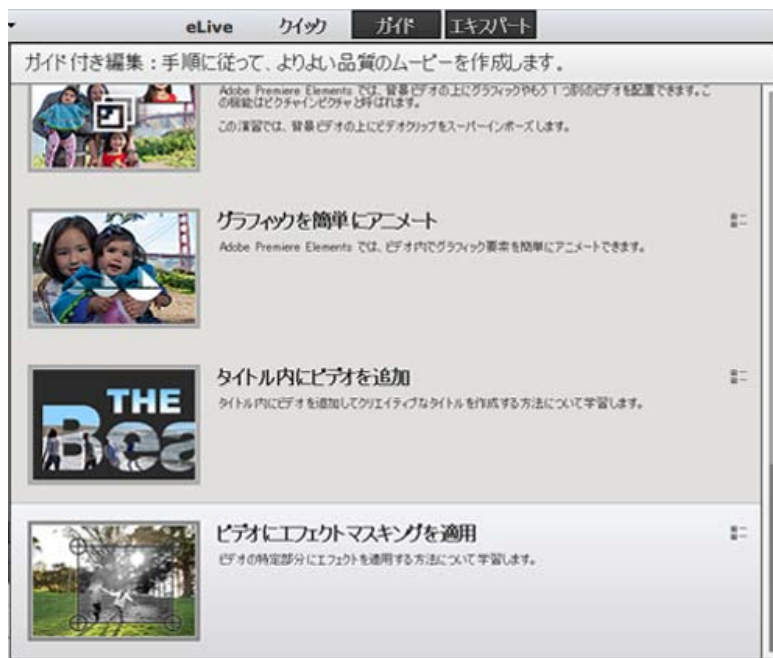 eLive クイック ガイド エキスパート
ガイド付き編集：手順に従って、よりよい品質のムービーを作成します。
Adobe Premiere Elements では、背景ビデオの上にグラフィックやもう 1 つ別のビデオを配置できます。こ
の機能はピクチャインピクチャと呼ばれます。
この演習では、背景ビデオの上にビデオクリップをスーパーインポーズします。
グラフィックを簡単にアニメート
Adobe Premiere Elements では、ビデオ内でグラフィック要素を簡単にアニメートできます。
タイトル内にビデオを追加
タイトル内にビデオを追加してクリエイティブなタイトルを作成する方法について学習します。
THE
Bea
ビデオにエフェクトマスキングを適用
ビデオの特定部分にエフェクトを適用する方法について学習します。